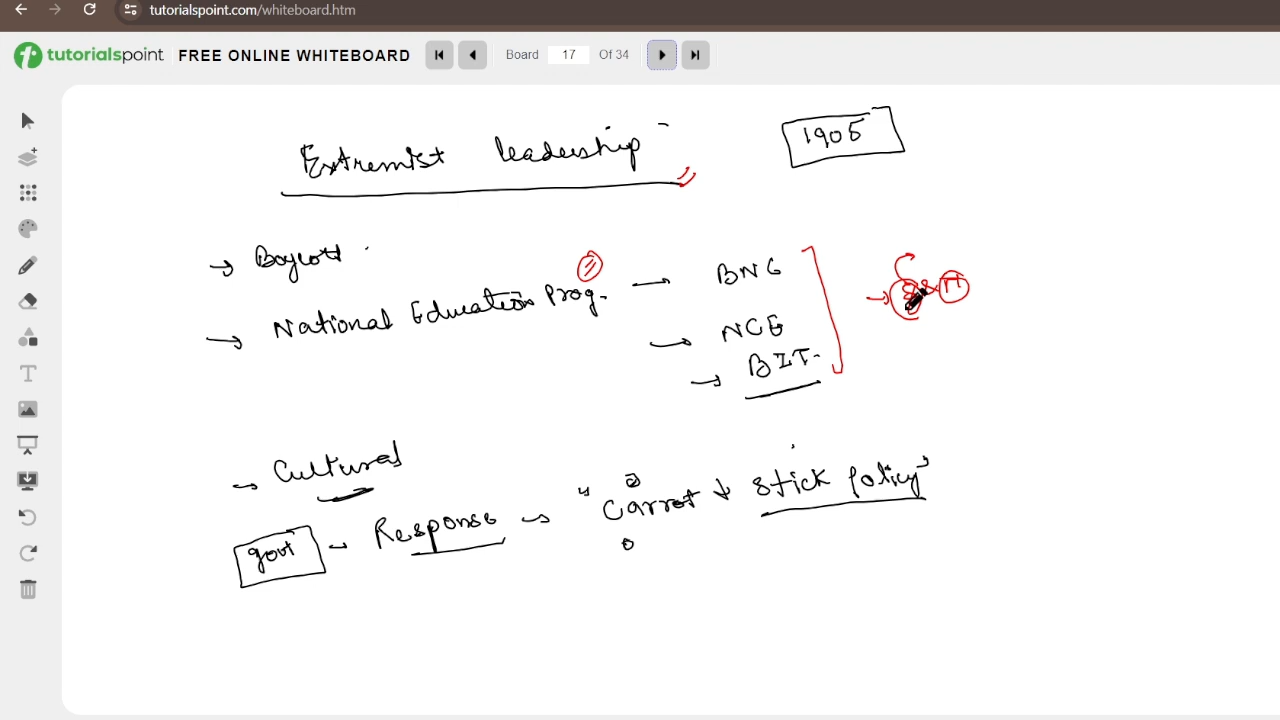 tutorialspoint.com/whiteboard.htm
tutorialspoint FREE ONLINE WHITEBOARD Board 17 Of 34
Extremist leadership 1905
→ Boycott
→ National Education Prog. → BNC
→ NCE
→ BIT
→ Cultural
govt → Response → "Carrot & stick policy"